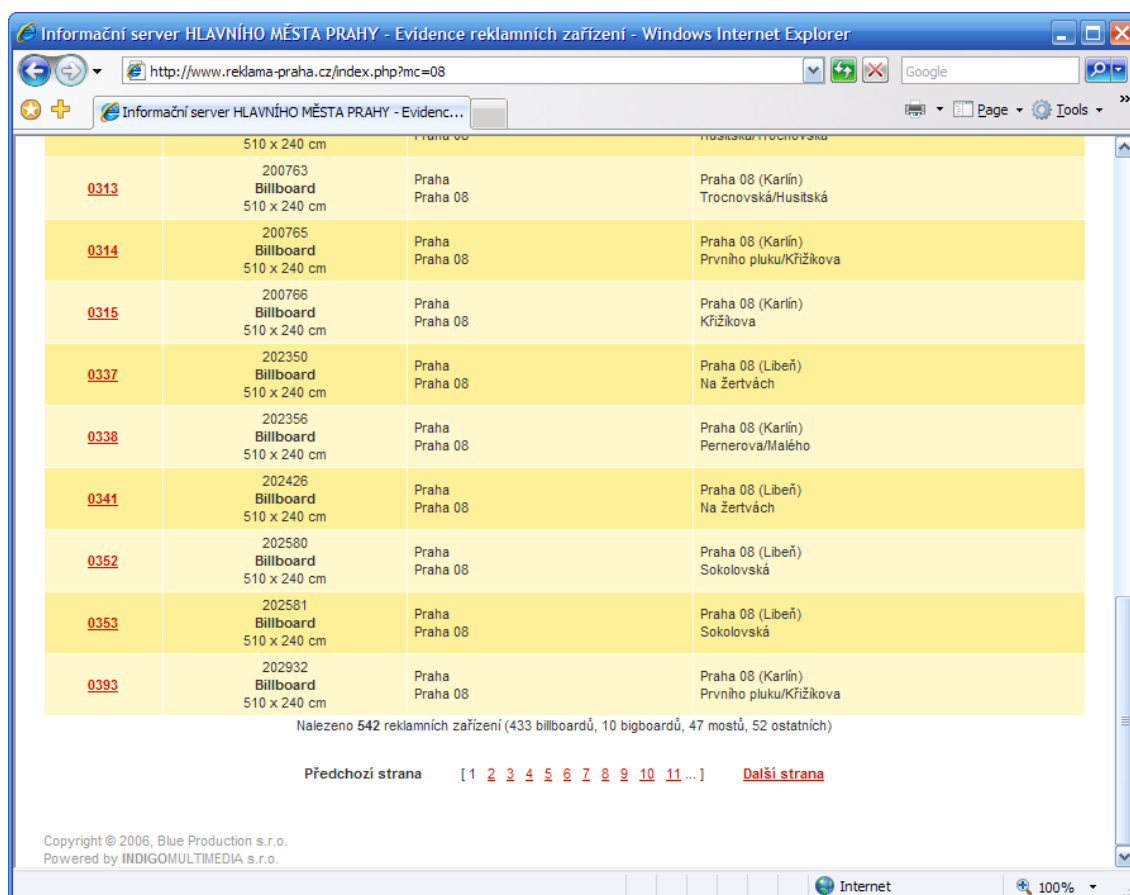 Informační server HLAVNÍHO MĚSTA PRAHY - Evidence reklamních zařízení - Windows Internet Explorer
http://www.reklama-praha.cz/index.php?mc=08
Google
Informační server HLAVNÍHO MĚSTA PRAHY - Evidenc...
Page
Tools
»
510 x 240 cm
Praha 08
Husitská/Trocnovská
0313
200763
Billboard
510 x 240 cm
Praha
Praha 08
Praha 08 (Karlín)
Trocnovská/Husitská
0314
200765
Billboard
510 x 240 cm
Praha
Praha 08
Praha 08 (Karlín)
Prvního pluku/Křižíkova
0315
200766
Billboard
510 x 240 cm
Praha
Praha 08
Praha 08 (Karlín)
Křižíkova
0337
202350
Billboard
510 x 240 cm
Praha
Praha 08
Praha 08 (Libeň)
Na žertvách
0338
202356
Billboard
510 x 240 cm
Praha
Praha 08
Praha 08 (Karlín)
Pernerova/Malého
0341
202426
Billboard
510 x 240 cm
Praha
Praha 08
Praha 08 (Libeň)
Na žertvách
0352
202580
Billboard
510 x 240 cm
Praha
Praha 08
Praha 08 (Libeň)
Sokolovská
0353
202581
Billboard
510 x 240 cm
Praha
Praha 08
Praha 08 (Libeň)
Sokolovská
0393
202932
Billboard
510 x 240 cm
Praha
Praha 08
Praha 08 (Karlín)
Prvního pluku/Křižíkova
Nalezeno 542 reklamních zařízení (433 billboardů, 10 bigboardů, 47 mostů, 52 ostatních)
Předchozí strana [ 1 2 3 4 5 6 7 8 9 10 11 ... ] Další strana
Copyright © 2006, Blue Production s.r.o.
Powered by INDIGOMULTIMEDIA s.r.o.
Internet
100%